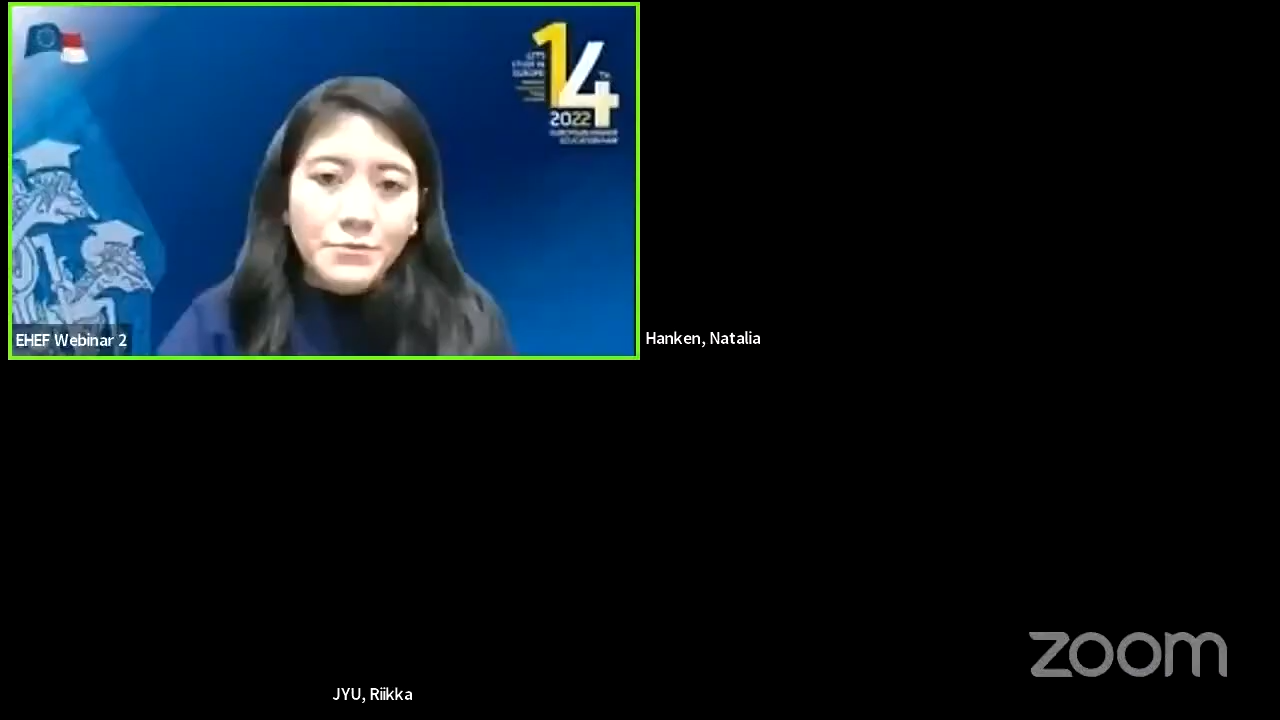 14
TH
LET'S
STUDY IN
EUROPE!
2022
EUROPEAN HIGHER
EDUCATION FAIR
EHEF Webinar 2
Hanken, Natalia
JYU, Riikka
zoom